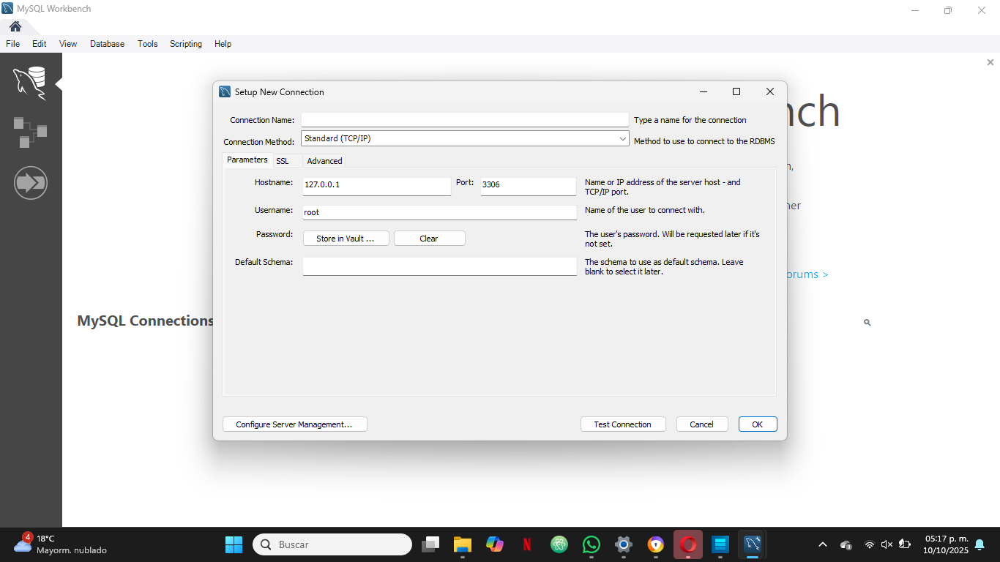 MySQL Workbench
File Edit View Database Tools Scripting Help
nch
Setup New Connection
Connection Name: Type a name for the connection
Connection Method: Standard (TCP/IP) Method to use to connect to the RDBMS
Parameters SSL Advanced
Hostname: 127.0.0.1 Port: 3306 Name or IP address of the server host - and
TCP/IP port.
Username: root Name of the user to connect with.
Password: Store in Vault ... Clear The user's password. Will be requested later if it's
not set.
Default Schema: The schema to use as default schema. Leave
blank to select it later.
Configure Server Management... Test Connection Cancel OK
n,
ner
orums >
MySQL Connections
4 18°C
Mayorm. nublado
Buscar
N
05:17 p. m.
10/10/2025